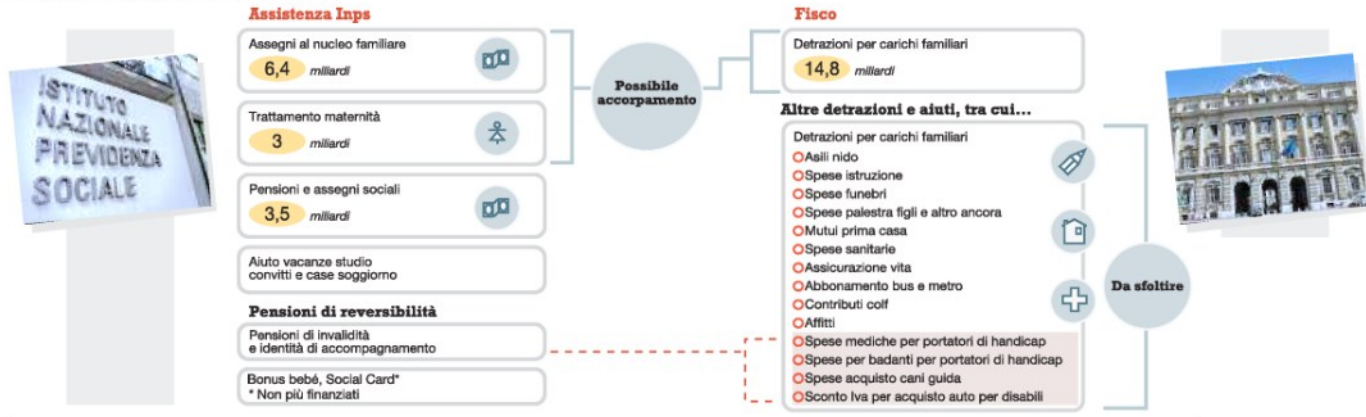 Assistenza Inps
Assegni al nucleo familiare
6,4 miliardi
Trattamento maternità
3 miliardi
Pensioni e assegni sociali
3,5 miliardi
Aiuto vacanze studio
convitti e case soggiorno
Pensioni di reversibilità
Pensioni di invalidità
e identità di accompagnamento
Bonus bebé, Social Card*
* Non più finanziati
ISTITUTO
NAZIONALE
PREVIDENZA
SOCIALE
Possibile
accorpamento
Fisco
Detrazioni per carichi familiari
14,8 miliardi
Altre detrazioni e aiuti, tra cui...
Detrazioni per carichi familiari
Asili nido
Spese istruzione
Spese funebri
Spese palestra figli e altro ancora
Mutui prima casa
Spese sanitarie
Assicurazione vita
Abbonamento bus e metro
Contributi colf
Affitti
Spese mediche per portatori di handicap
Spese per badanti per portatori di handicap
Spese acquisto cani guida
Sconto Iva per acquisto auto per disabili
Da sfoltire